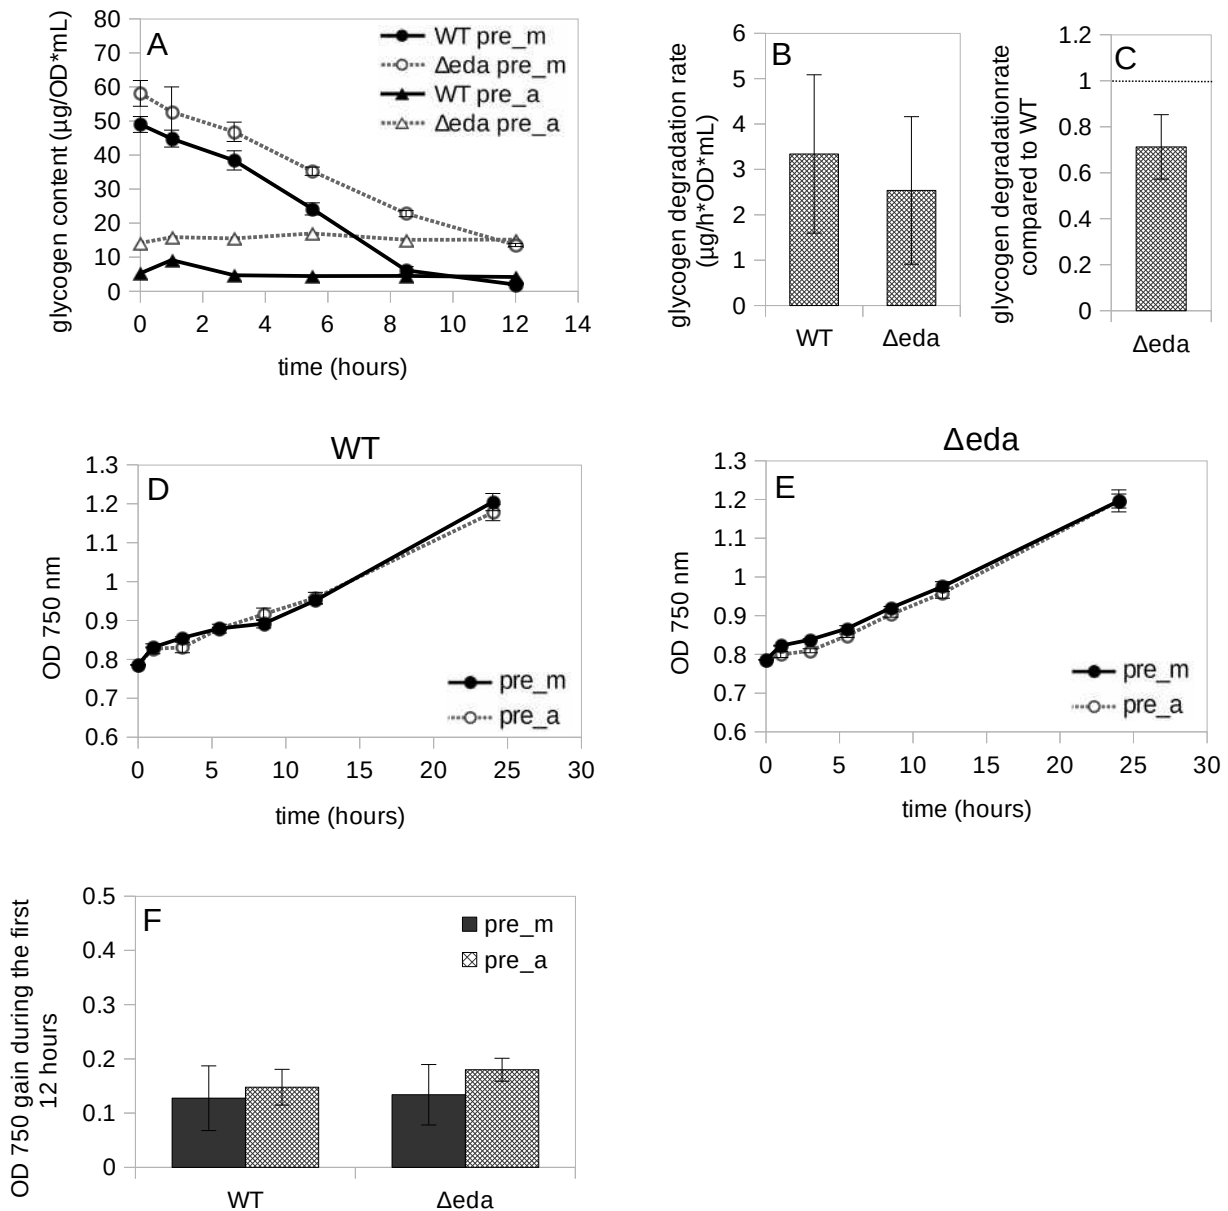 A
glycogen content (µg/OD*mL)
80
70
60
50
40
30
20
10
0
0 2 4 6 8 10 12 14
time (hours)
WT pre_m
Δeda pre_m
WT pre_a
Δeda pre_a
B
glycogen degradation rate
(µg/h*OD*mL)
6
5
4
3
2
1
0
WT Δeda
C
glycogen degradationrate
compared to WT
1.2
1
0.8
0.6
0.4
0.2
0
Δeda
WT
D
OD 750 nm
1.3
1.2
1.1
1
0.9
0.8
0.7
0.6
0 5 10 15 20 25 30
time (hours)
pre_m
pre_a
Δeda
E
OD 750 nm
1.3
1.2
1.1
1
0.9
0.8
0.7
0.6
0 5 10 15 20 25 30
time (hours)
pre_m
pre_a
F
OD 750 gain during the first
12 hours
0.5
0.4
0.3
0.2
0.1
0
WT Δeda
pre_m
pre_a